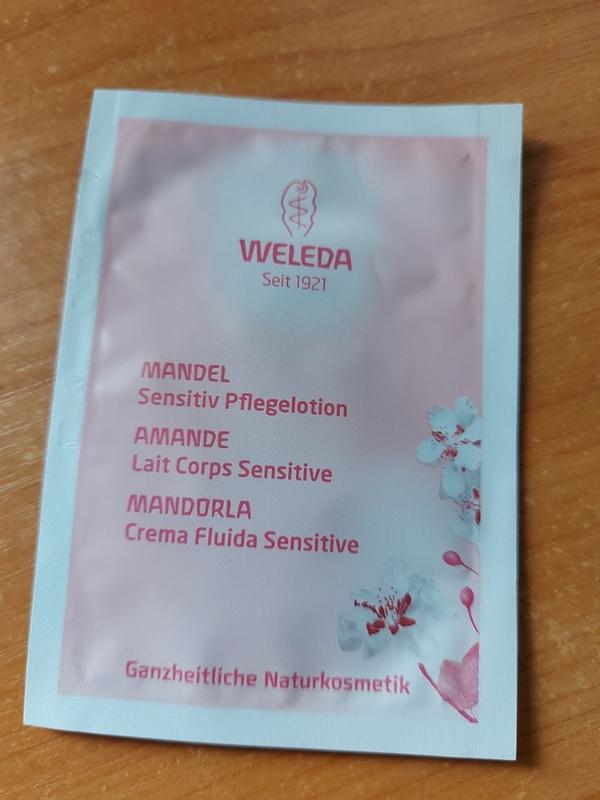 WELEDA
Seit 1921
MANDEL
Sensitiv Pflegelotion
AMANDE
Lait Corps Sensitive
MANDORLA
Crema Fluida Sensitive
Ganzheitliche Naturkosmetik